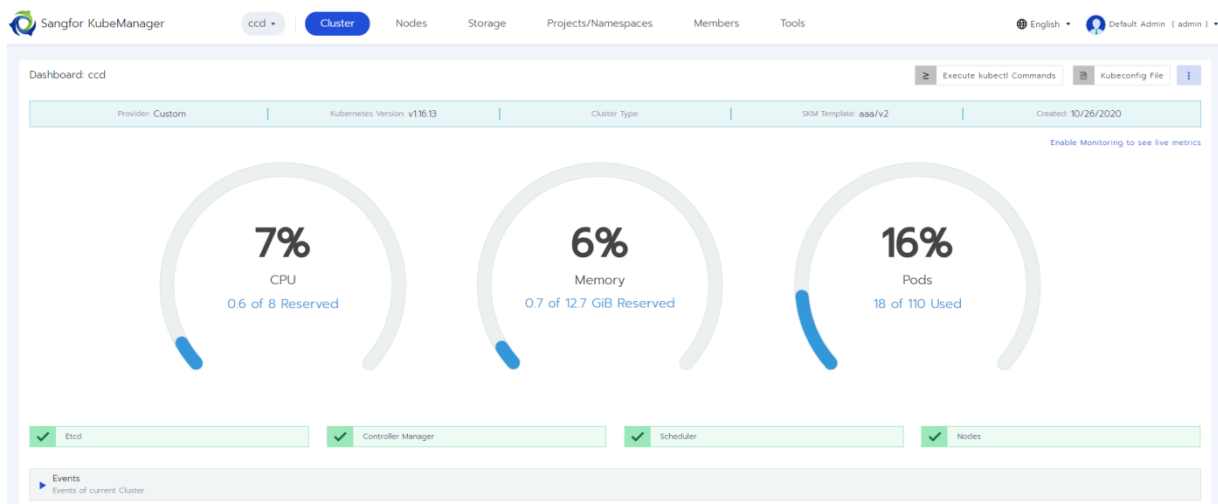 Sangfor KubeManager ccd Cluster Nodes Storage Projects/Namespaces Members Tools English Default Admin ( admin )
Dashboard: ccd Execute kubectl Commands Kubeconfig File
Provider: Custom Kubernetes Version: v1.16.13 Cluster Type: SKM Template: aaa/v2 Created: 10/26/2020
Enable Monitoring to see live metrics
7%
CPU
0.6 of 8 Reserved
6%
Memory
0.7 of 12.7 GiB Reserved
16%
Pods
18 of 110 Used
Etcd Controller Manager Scheduler Nodes
Events
Events of current Cluster